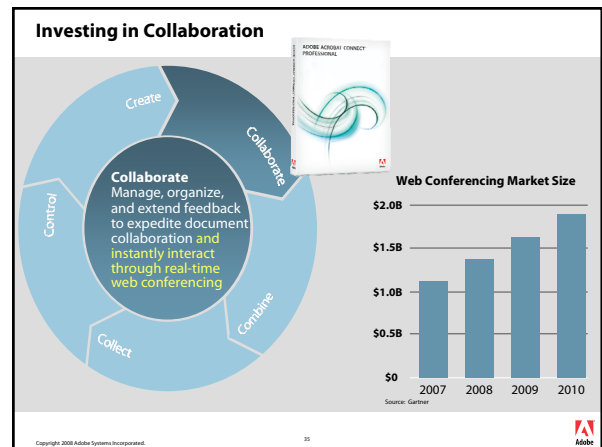 Investing in Collaboration
ADOBE ACROBAT CONNECT™
PROFESSIONAL
Create
Collaborate
Combine
Collect
Control
Collaborate
Manage, organize,
and extend feedback
to expedite document
collaboration and
instantly interact
through real-time
web conferencing
Web Conferencing Market Size
$2.0B
$1.5B
$1.0B
$0.5B
$0
2007 2008 2009 2010
Source: Gartner
Copyright 2008 Adobe Systems Incorporated.
35
Adobe